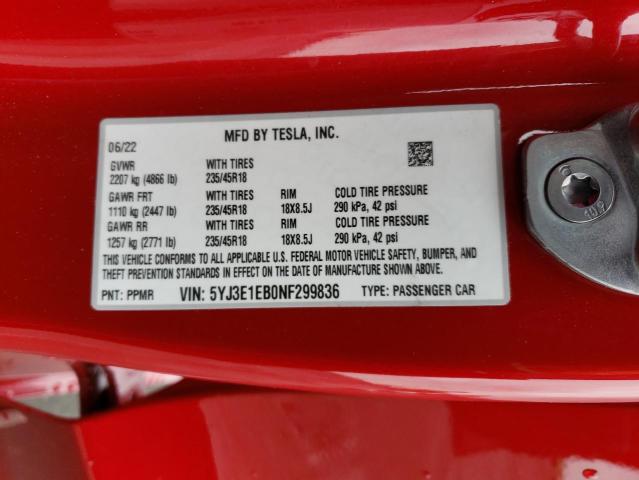 MFD BY TESLA, INC.
06/22
GVWR WITH TIRES
2207 kg (4866 lb) 235/45R18
GAWR FRT WITH TIRES RIM COLD TIRE PRESSURE
1110 kg (2447 lb) 235/45R18 18X8.5J 290 kPa, 42 psi
GAWR RR WITH TIRES RIM COLD TIRE PRESSURE
1257 kg (2771 lb) 235/45R18 18X8.5J 290 kPa, 42 psi
THIS VEHICLE CONFORMS TO ALL APPLICABLE U.S. FEDERAL MOTOR VEHICLE SAFETY, BUMPER, AND
THEFT PREVENTION STANDARDS IN EFFECT ON THE DATE OF MANUFACTURE SHOWN ABOVE.
PNT: PPMR VIN: 5YJ3E1EB0NF299836 TYPE: PASSENGER CAR